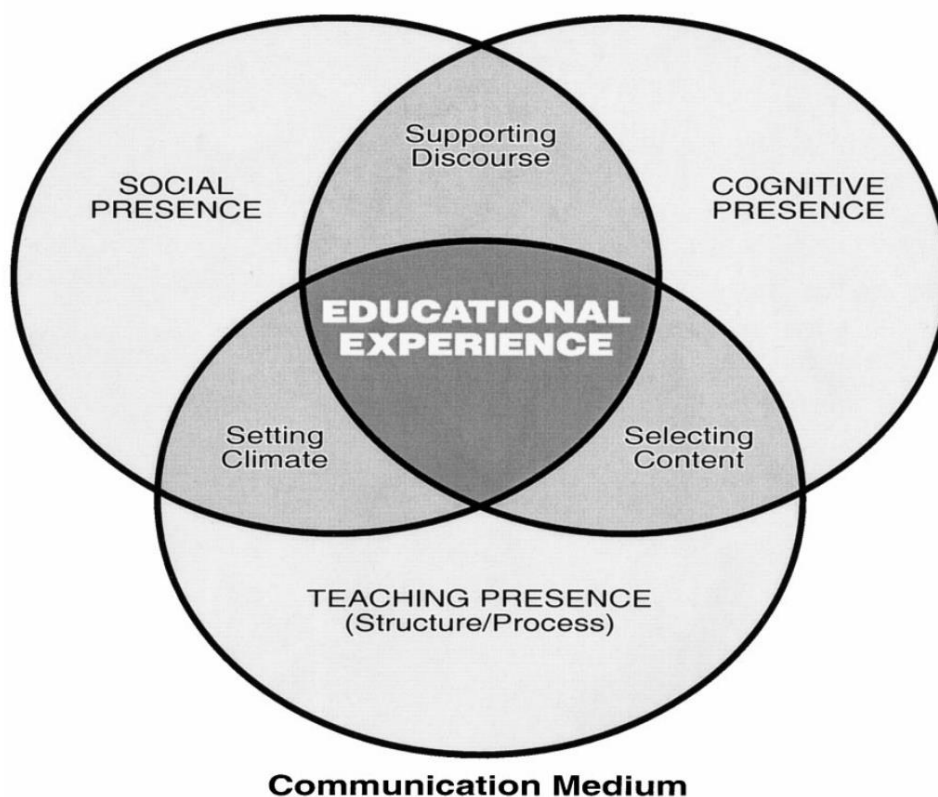 Supporting
Discourse
SOCIAL
PRESENCE
COGNITIVE
PRESENCE
EDUCATIONAL
EXPERIENCE
Setting
Climate
Selecting
Content
TEACHING PRESENCE
(Structure/Process)
Communication Medium